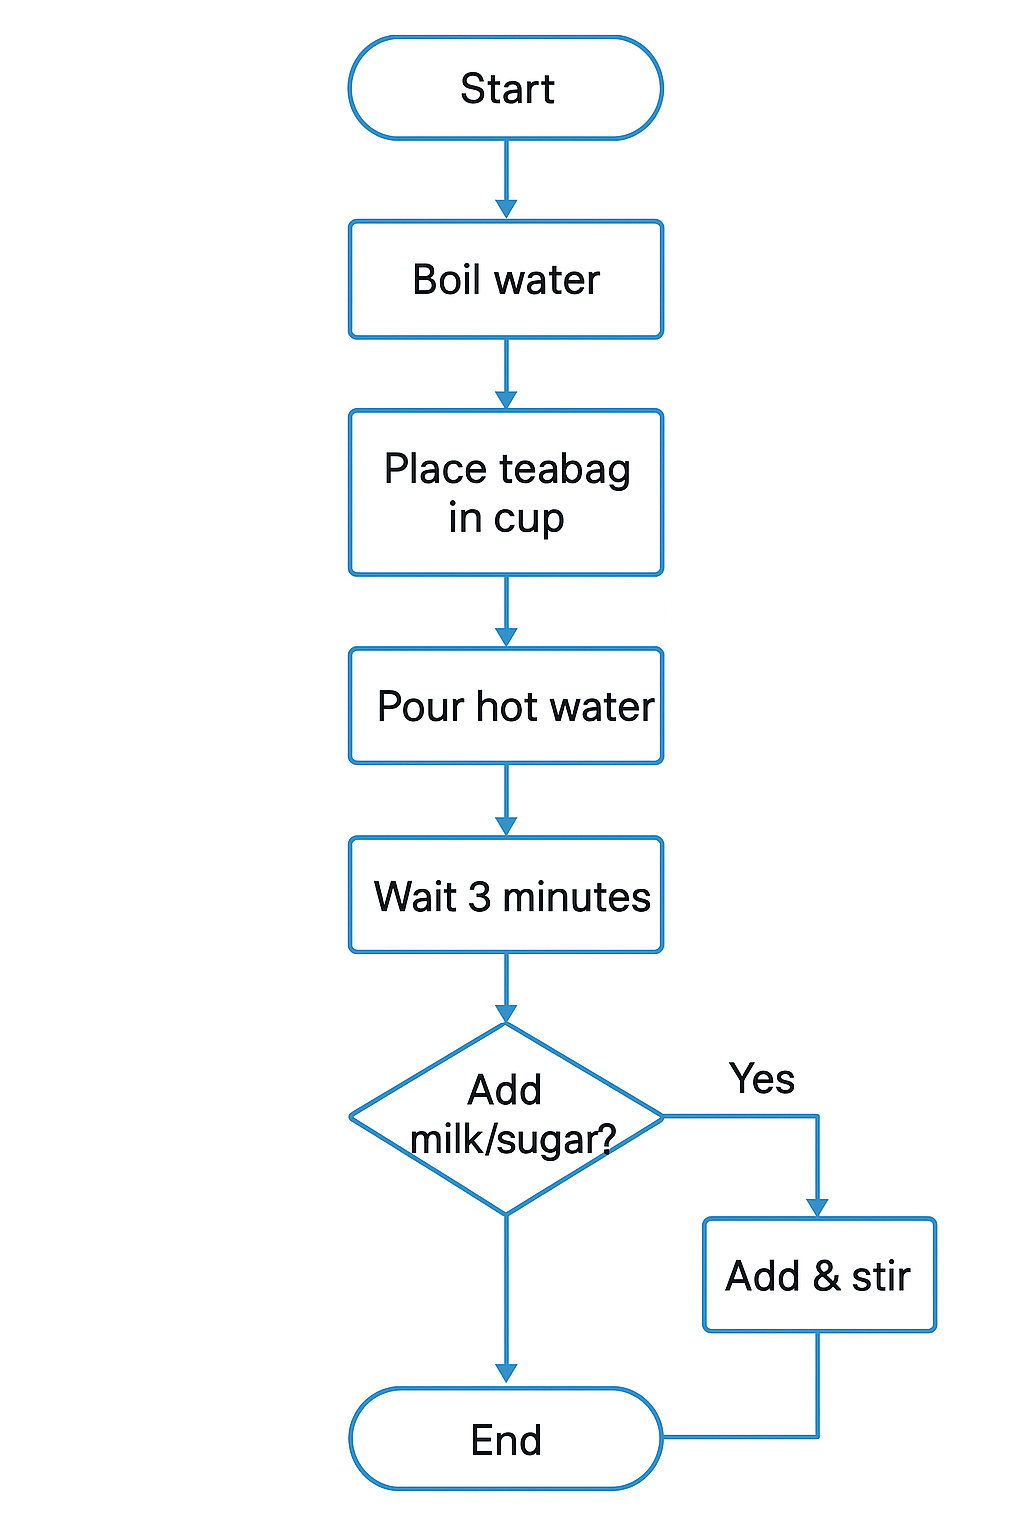 Start
Boil water
Place teabag
in cup
Pour hot water
Wait 3 minutes
Add
milk/sugar?
Yes
Add & stir
End